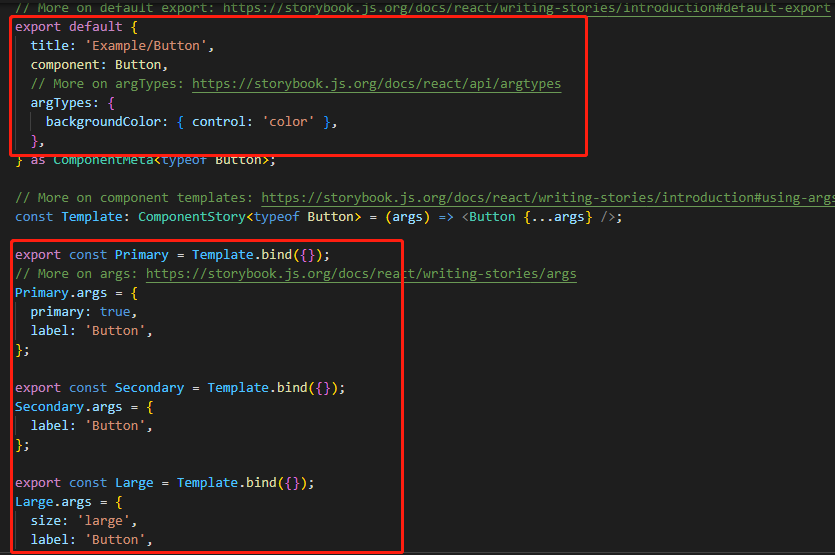 // More on default export: https://storybook.js.org/docs/react/writing-stories/introduction#default-export
export default {
  title: 'Example/Button',
  component: Button,
  // More on argTypes: https://storybook.js.org/docs/react/api/argtypes
  argTypes: {
    backgroundColor: { control: 'color' },
  },
} as ComponentMeta<typeof Button>;
// More on component templates: https://storybook.js.org/docs/react/writing-stories/introduction#using-args
const Template: ComponentStory<typeof Button> = (args) => <Button {...args} />;
export const Primary = Template.bind({});
// More on args: https://storybook.js.org/docs/react/writing-stories/args
Primary.args = {
  primary: true,
  label: 'Button',
};
export const Secondary = Template.bind({});
Secondary.args = {
  label: 'Button',
};
export const Large = Template.bind({});
Large.args = {
  size: 'large',
  label: 'Button',